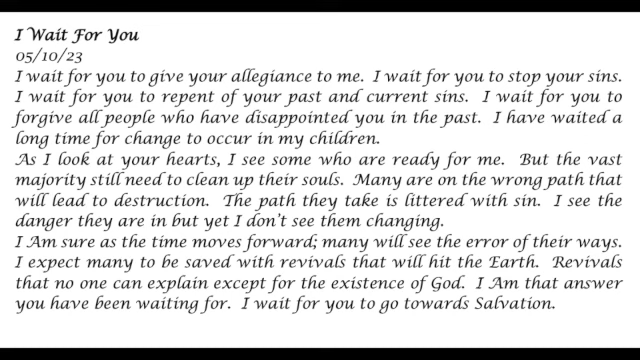 I Wait For You
05/10/23
I wait for you to give your allegiance to me. I wait for you to stop your sins.
I wait for you to repent of your past and current sins. I wait for you to
forgive all people who have disappointed you in the past. I have waited a
long time for change to occur in my children.
As I look at your hearts, I see some who are ready for me. But the vast
majority still need to clean up their souls. Many are on the wrong path that
will lead to destruction. The path they take is littered with sin. I see the
danger they are in but yet I don't see them changing.
I Am sure as the time moves forward; many will see the error of their ways.
I expect many to be saved with revivals that will hit the Earth. Revivals
that no one can explain except for the existence of God. I Am that answer
you have been waiting for. I wait for you to go towards Salvation.